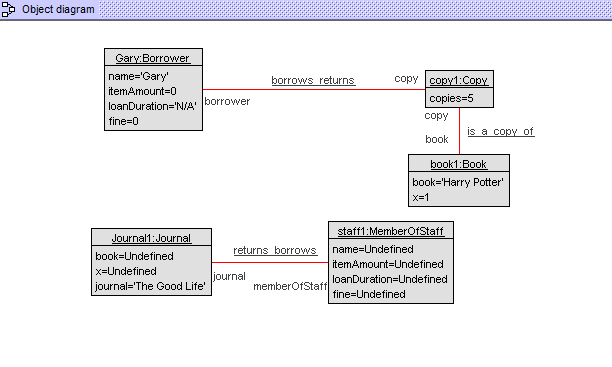 Object diagram
Gary:Borrower
name='Gary'
itemAmount=0
loanDuration='N/A'
fine=0
borrows_returns
copy
borrower
copy1:Copy
copies=5
copy
book
is_a_copy_of
book1:Book
book='Harry Potter'
x=1
Journal1:Journal
book=Undefined
x=Undefined
journal='The Good Life'
returns_borrows
journal
memberOfStaff
staff1:MemberOfStaff
name=Undefined
itemAmount=Undefined
loanDuration=Undefined
fine=Undefined